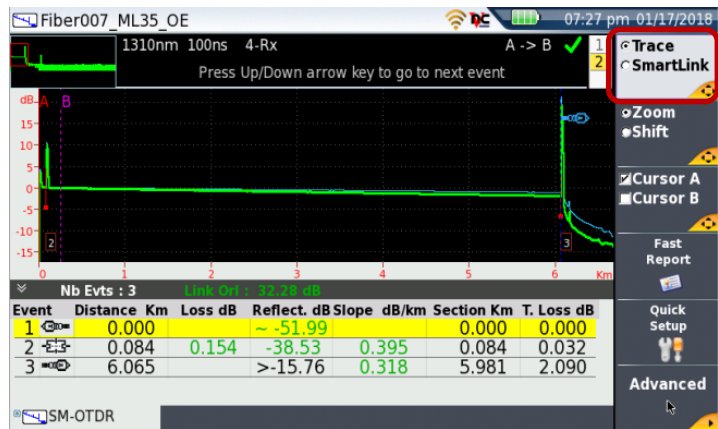 Fiber007_ML35_OE
07:27 pm 01/17/2018
1310nm 100ns 4-Rx A -> B 1
2
Press Up/Down arrow key to go to next event
Trace
SmartLink
Zoom
Shift
Cursor A
Cursor B
Fast
Report
Quick
Setup
Advanced
dB A B
15
10
5
0
-5
-10
-15
2 3
0 1 2 3 4 5 6 Km
Nb Evts : 3 Link Orl : 32.28 dB
Event Distance Km Loss dB Reflect. dB Slope dB/km Section Km T. Loss dB
1 0.000 ~ -51.99 0.000 0.000
2 0.084 0.154 -38.53 0.395 0.084 0.032
3 6.065 >-15.76 0.318 5.981 2.090
SM-OTDR